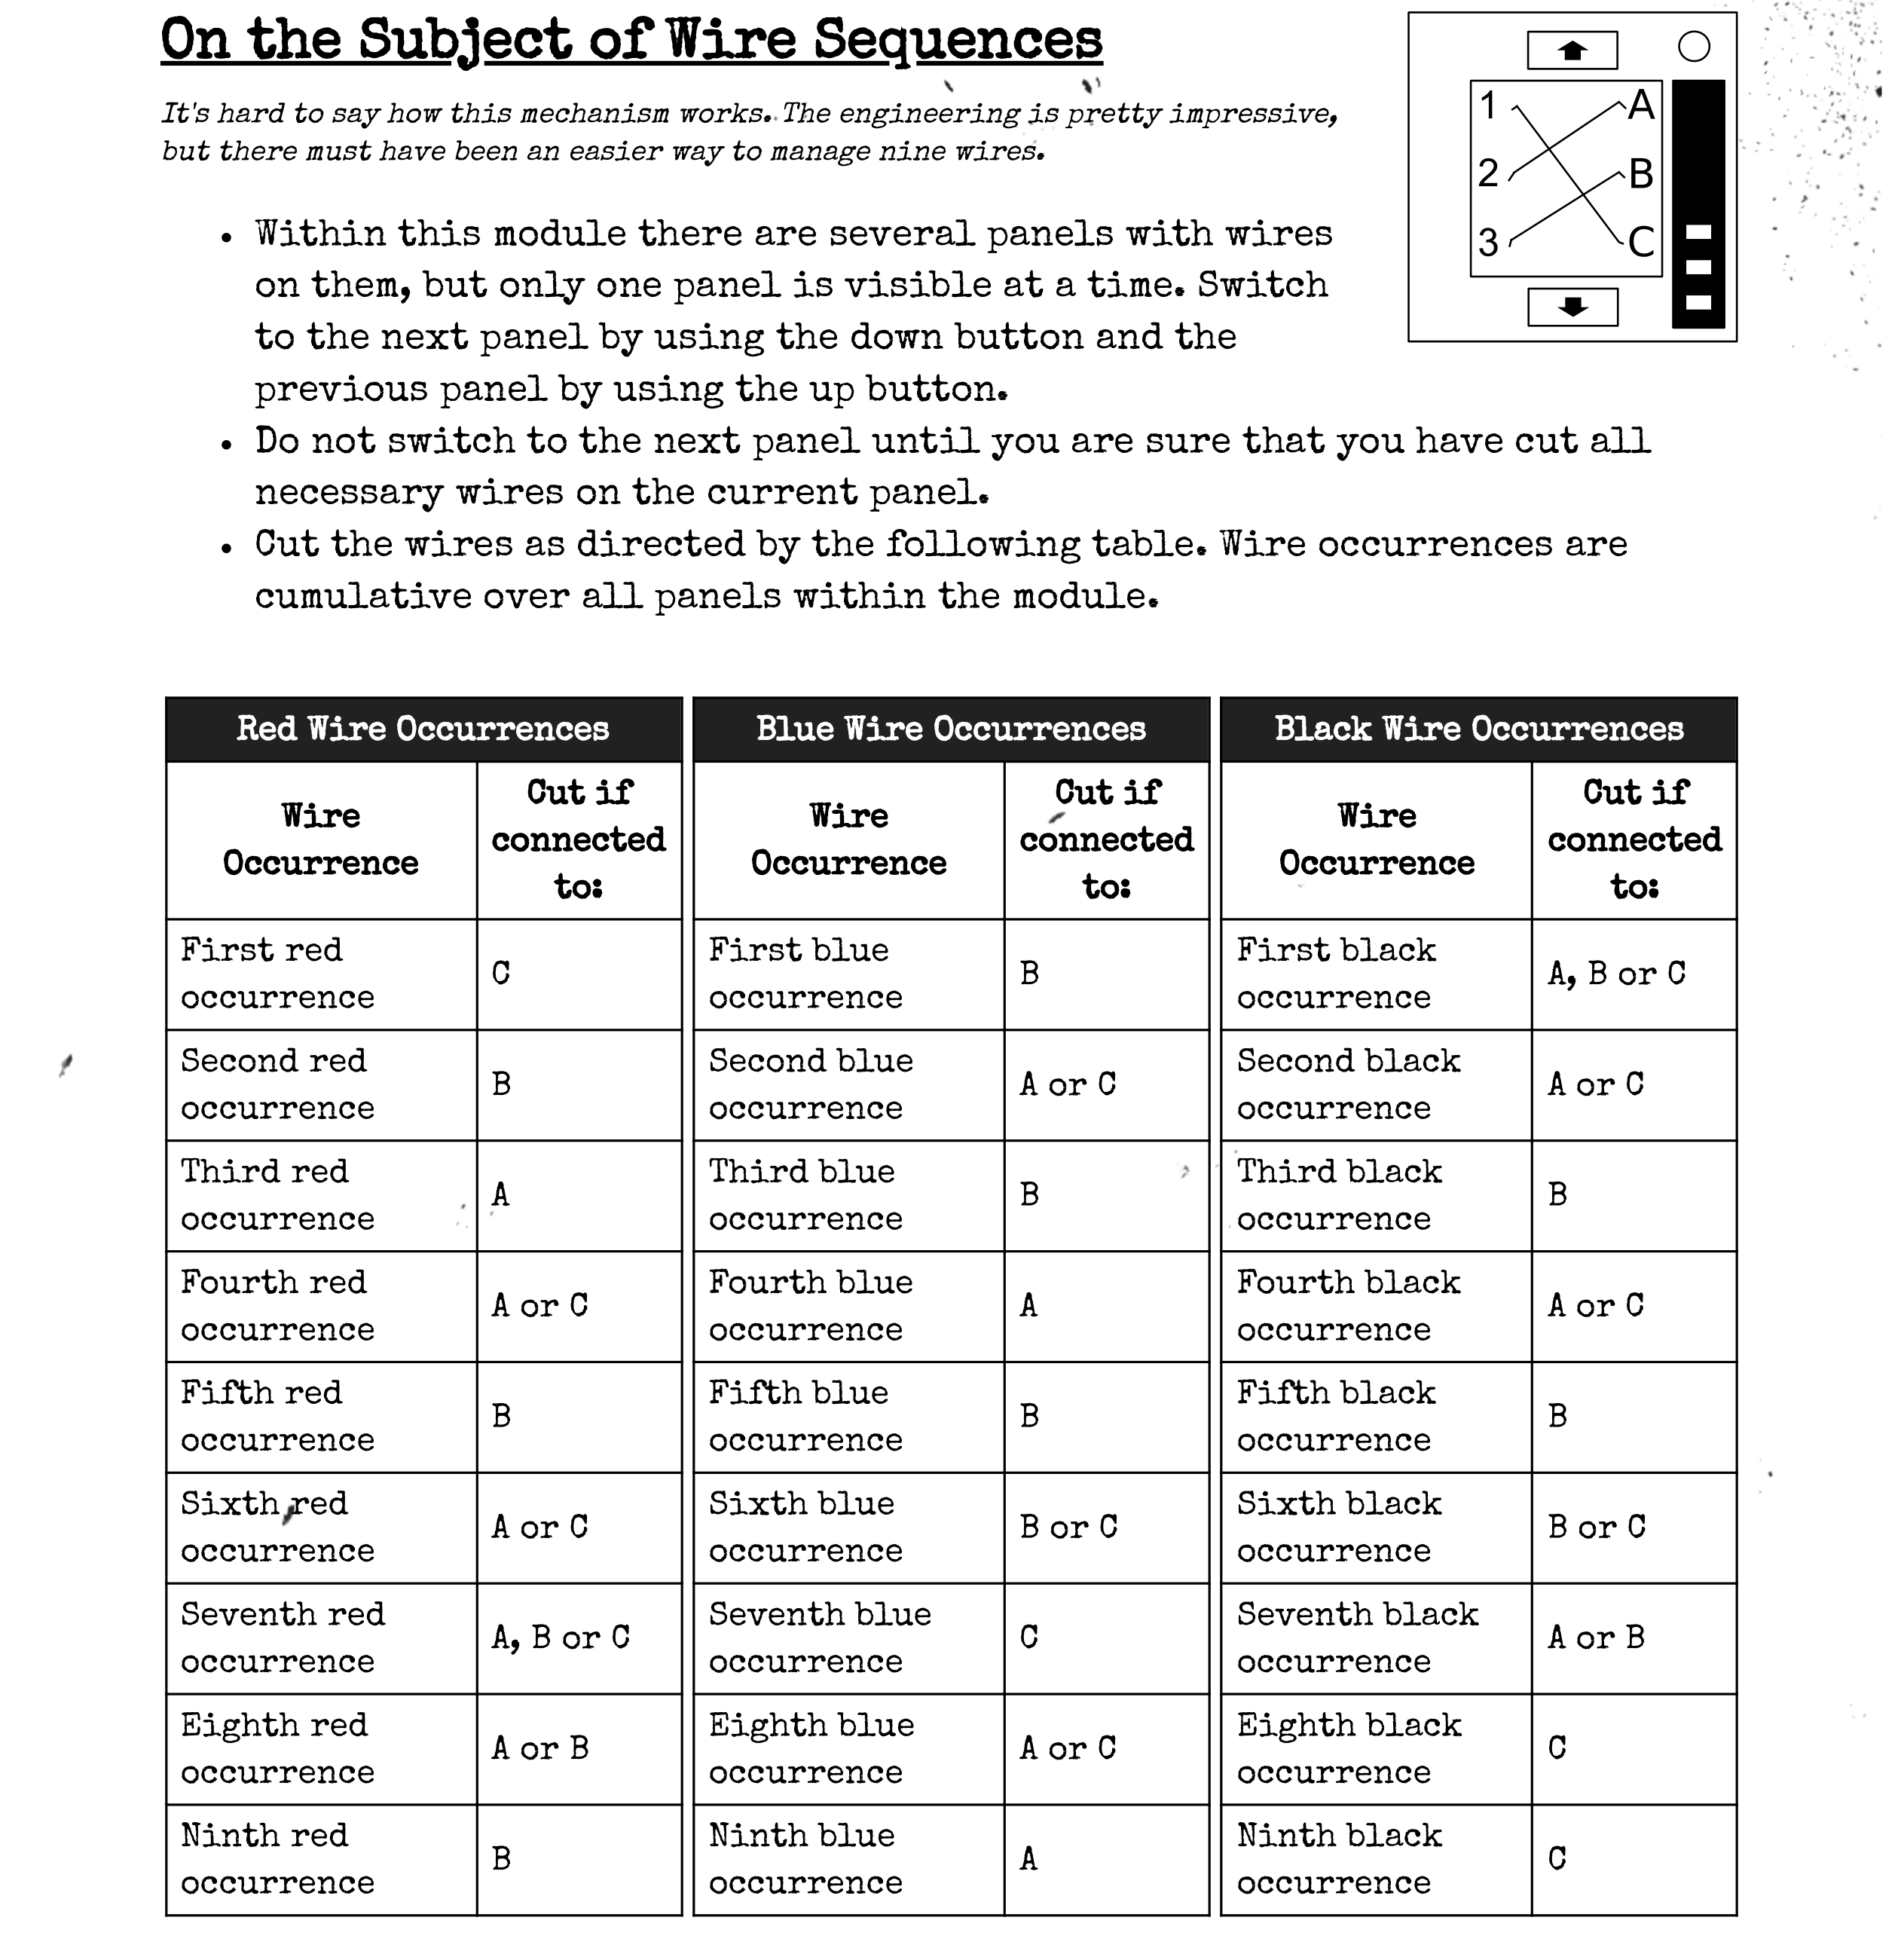 On the Subject of Wire Sequences
It's hard to say how this mechanism works. The engineering is pretty impressive,
but there must have been an easier way to manage nine wires.
1 A
2 B
3 C
• Within this module there are several panels with wires
on them, but only one panel is visible at a time. Switch
to the next panel by using the down button and the
previous panel by using the up button.
• Do not switch to the next panel until you are sure that you have cut all
necessary wires on the current panel.
• Cut the wires as directed by the following table. Wire occurrences are
cumulative over all panels within the module.
Red Wire Occurrences
Wire Occurrence
Cut if connected to:
First red occurrence C
Second red occurrence B
Third red occurrence A
Fourth red occurrence A or C
Fifth red occurrence B
Sixth red occurrence A or C
Seventh red occurrence A, B or C
Eighth red occurrence A or B
Ninth red occurrence B
Blue Wire Occurrences
Wire Occurrence
Cut if connected to:
First blue occurrence B
Second blue occurrence A or C
Third blue occurrence B
Fourth blue occurrence A
Fifth blue occurrence B
Sixth blue occurrence B or C
Seventh blue occurrence C
Eighth blue occurrence A or C
Ninth blue occurrence A
Black Wire Occurrences
Wire Occurrence
Cut if connected to:
First black occurrence A, B or C
Second black occurrence A or C
Third black occurrence B
Fourth black occurrence A or C
Fifth black occurrence B
Sixth black occurrence B or C
Seventh black occurrence A or B
Eighth black occurrence C
Ninth black occurrence C